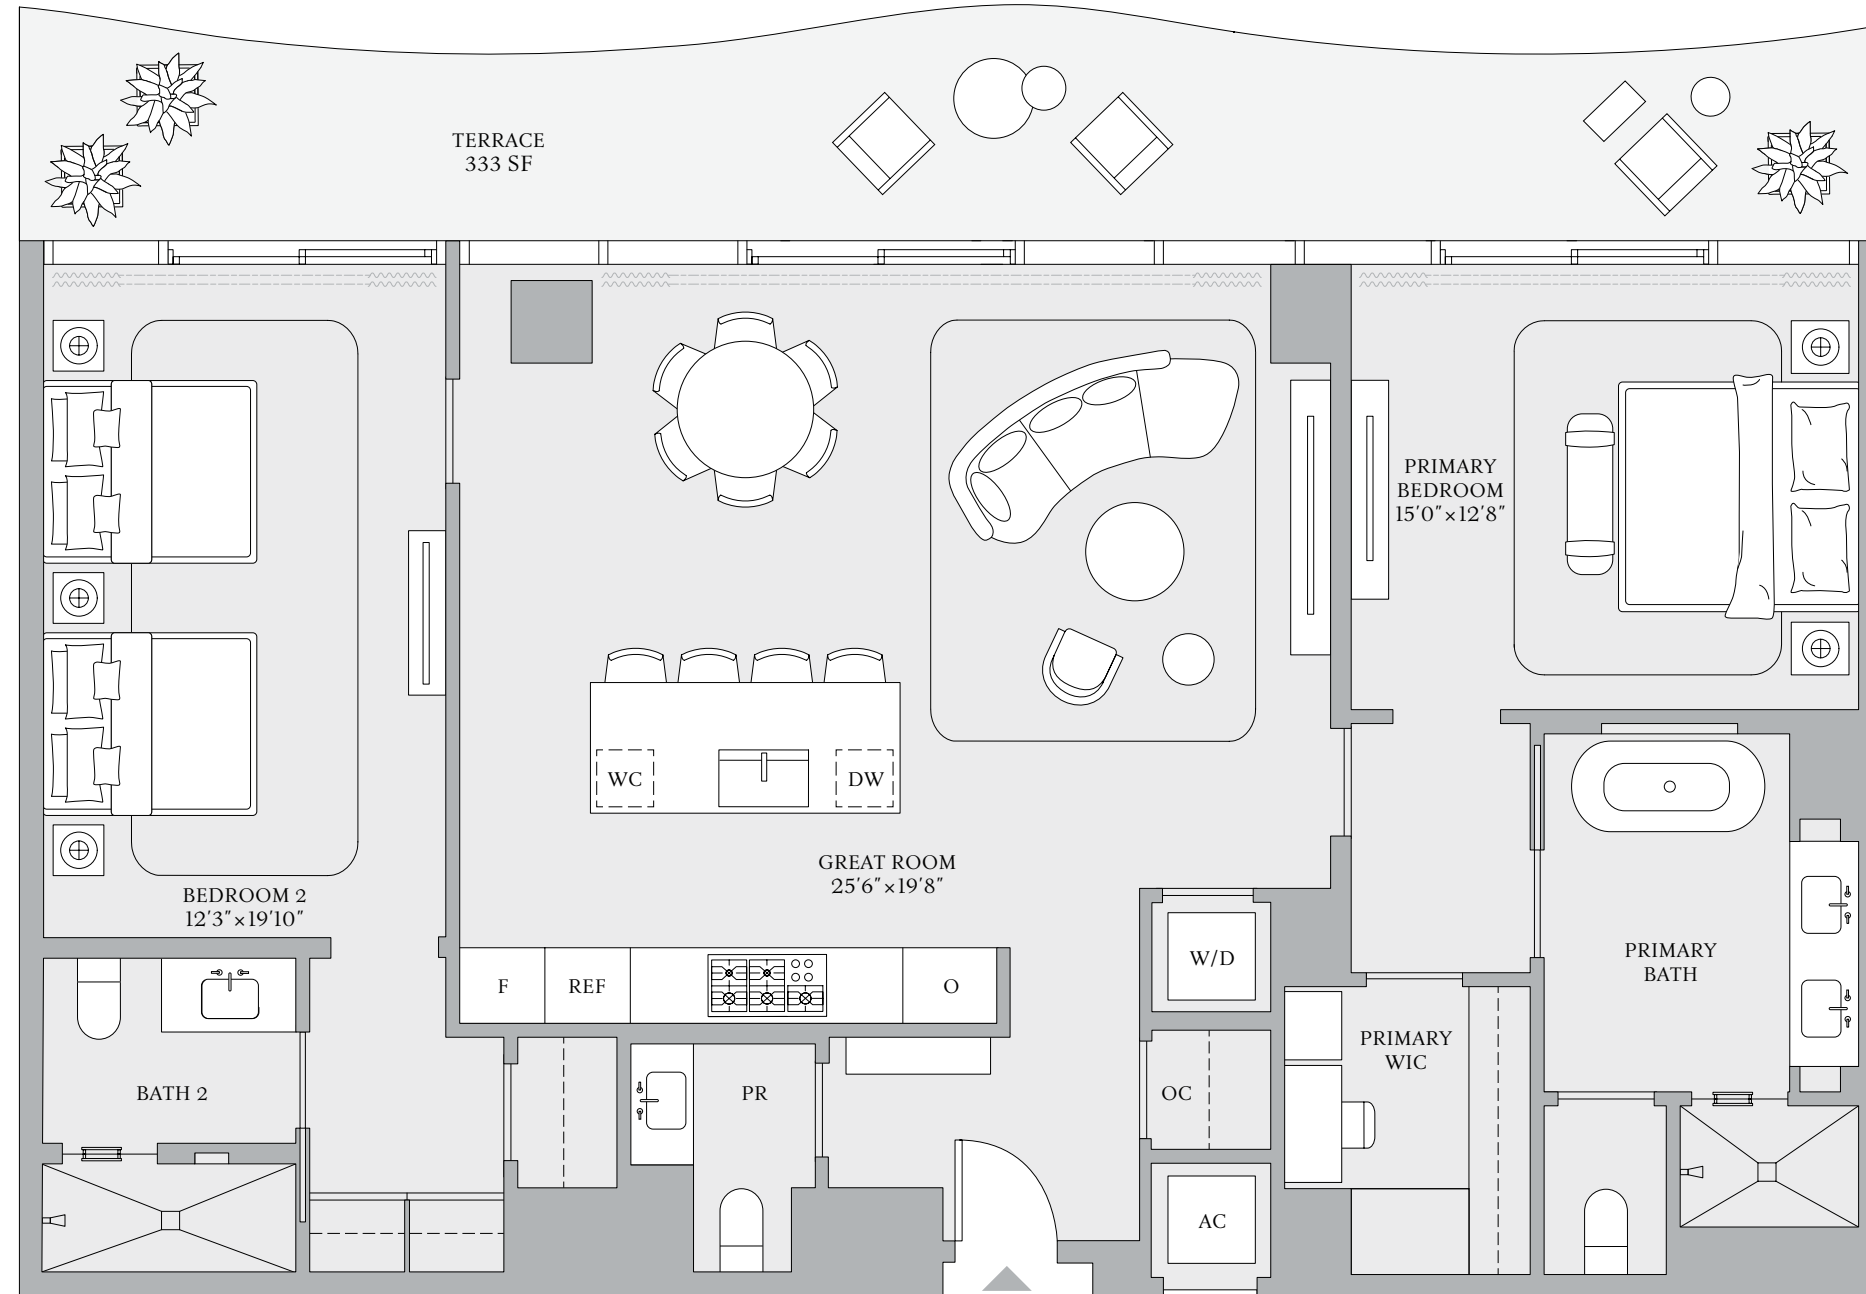 TERRACE
333 SF
PRIMARY
BEDROOM
15'0"×12'8"
WC
DW
GREAT ROOM
25'6"×19'8"
BEDROOM 2
12'3"×19'10"
F
REF
O
W/D
PRIMARY
BATH
PRIMARY
WIC
BATH 2
PR
OC
AC